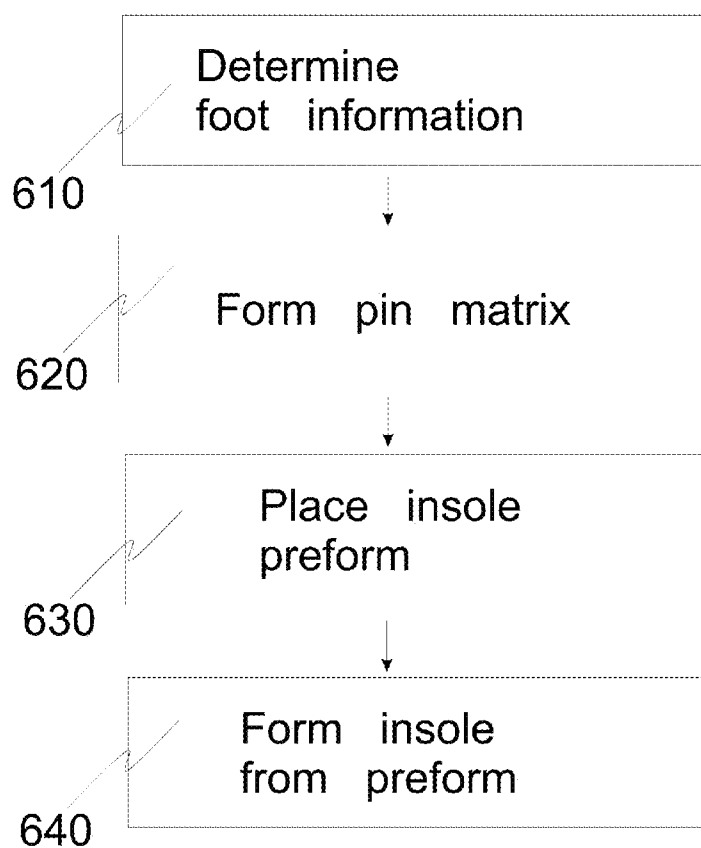 Determine
foot information
610
Form pin matrix
620
Place insole
preform
630
Form insole
from preform
640